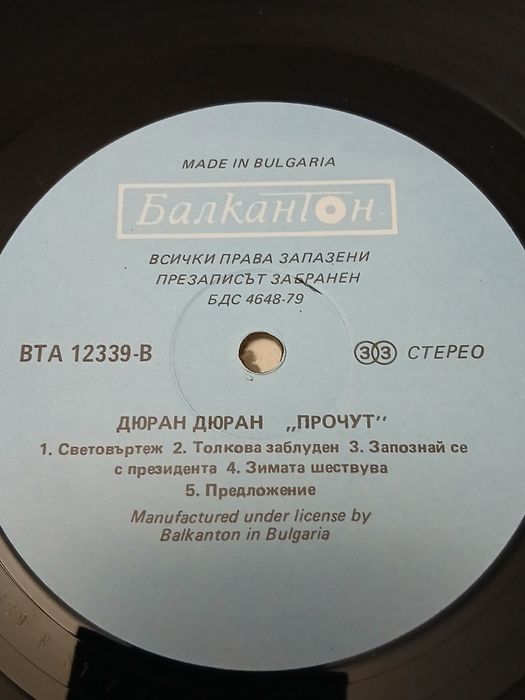 MADE IN BULGARIA
Балкантон
ВСИЧКИ ПРАВА ЗАПАЗЕНИ
ПРЕЗАПИСЪТ ЗАБРАНЕН
БДС 4648-79
ВТА 12339-В
33 СТЕРЕО
ДЮРАН ДЮРАН „ПРОЧУТ''
1. Световъртеж 2. Толкова заблуден 3. Запознай се
с президента 4. Зимата шествува
5. Предложение
Manufactured under license by
Balkanton in Bulgaria